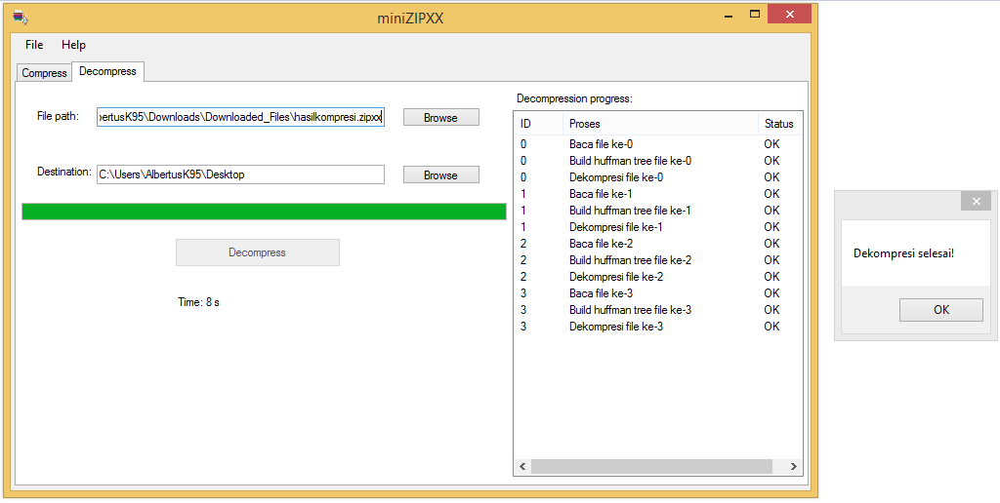 miniZIPXX
File Help
Compress Decompress
File path: bertusK95\Downloads\Downloaded_Files\hasilkompresi.zipxx Browse
Destination: C:\Users\AlbertusK95\Desktop Browse
Decompress
Time: 8 s
Decompression progress:
ID Proses Status
0 Baca file ke-0 OK
0 Build huffman tree file ke-0 OK
0 Dekompresi file ke-0 OK
1 Baca file ke-1 OK
1 Build huffman tree file ke-1 OK
1 Dekompresi file ke-1 OK
2 Baca file ke-2 OK
2 Build huffman tree file ke-2 OK
2 Dekompresi file ke-2 OK
3 Baca file ke-3 OK
3 Build huffman tree file ke-3 OK
3 Dekompresi file ke-3 OK
Dekompresi selesai!
OK